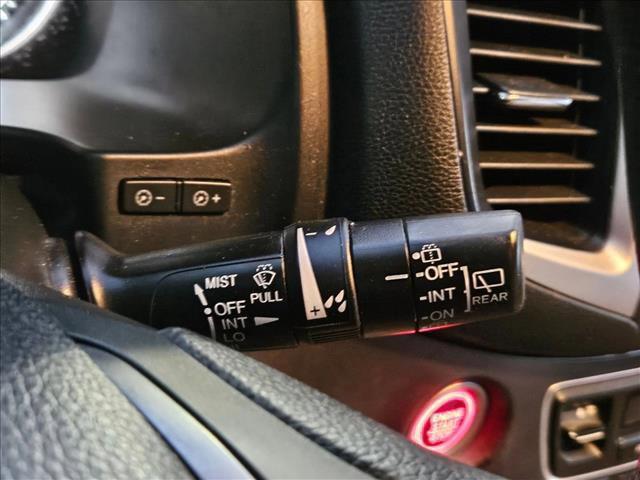 - +
- 
MIST
PULL
OFF
INT
LO
+
OFF
INT
ON
REAR
ENGINE
START
STOP